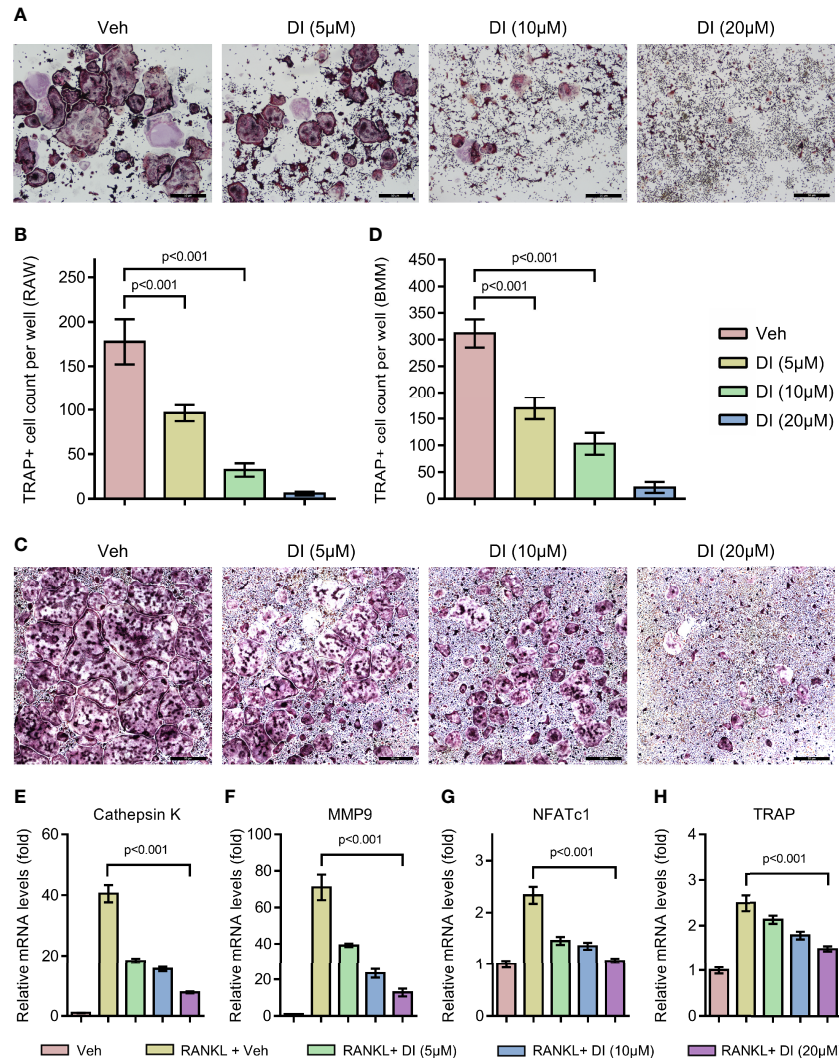 A
Veh
DI (5μM)
DI (10μM)
DI (20μM)
B
TRAP+ cell count per well (RAW)
250
200
150
100
50
0
p<0.001
p<0.001
D
TRAP+ cell count per well (BMM)
450
400
350
300
250
200
150
100
50
0
p<0.001
p<0.001
Veh
DI (5μM)
DI (10μM)
DI (20μM)
C
Veh
DI (5μM)
DI (10μM)
DI (20μM)
E
Cathepsin K
Relative mRNA levels (fold)
60
40
20
0
p<0.001
F
MMP9
Relative mRNA levels (fold)
100
80
60
40
20
0
p<0.001
G
NFATc1
Relative mRNA levels (fold)
3
2
1
0
p<0.001
H
TRAP
Relative mRNA levels (fold)
4
3
2
1
0
p<0.001
Veh
RANKL + Veh
RANKL+ DI (5μM)
RANKL+ DI (10μM)
RANKL+ DI (20μM)